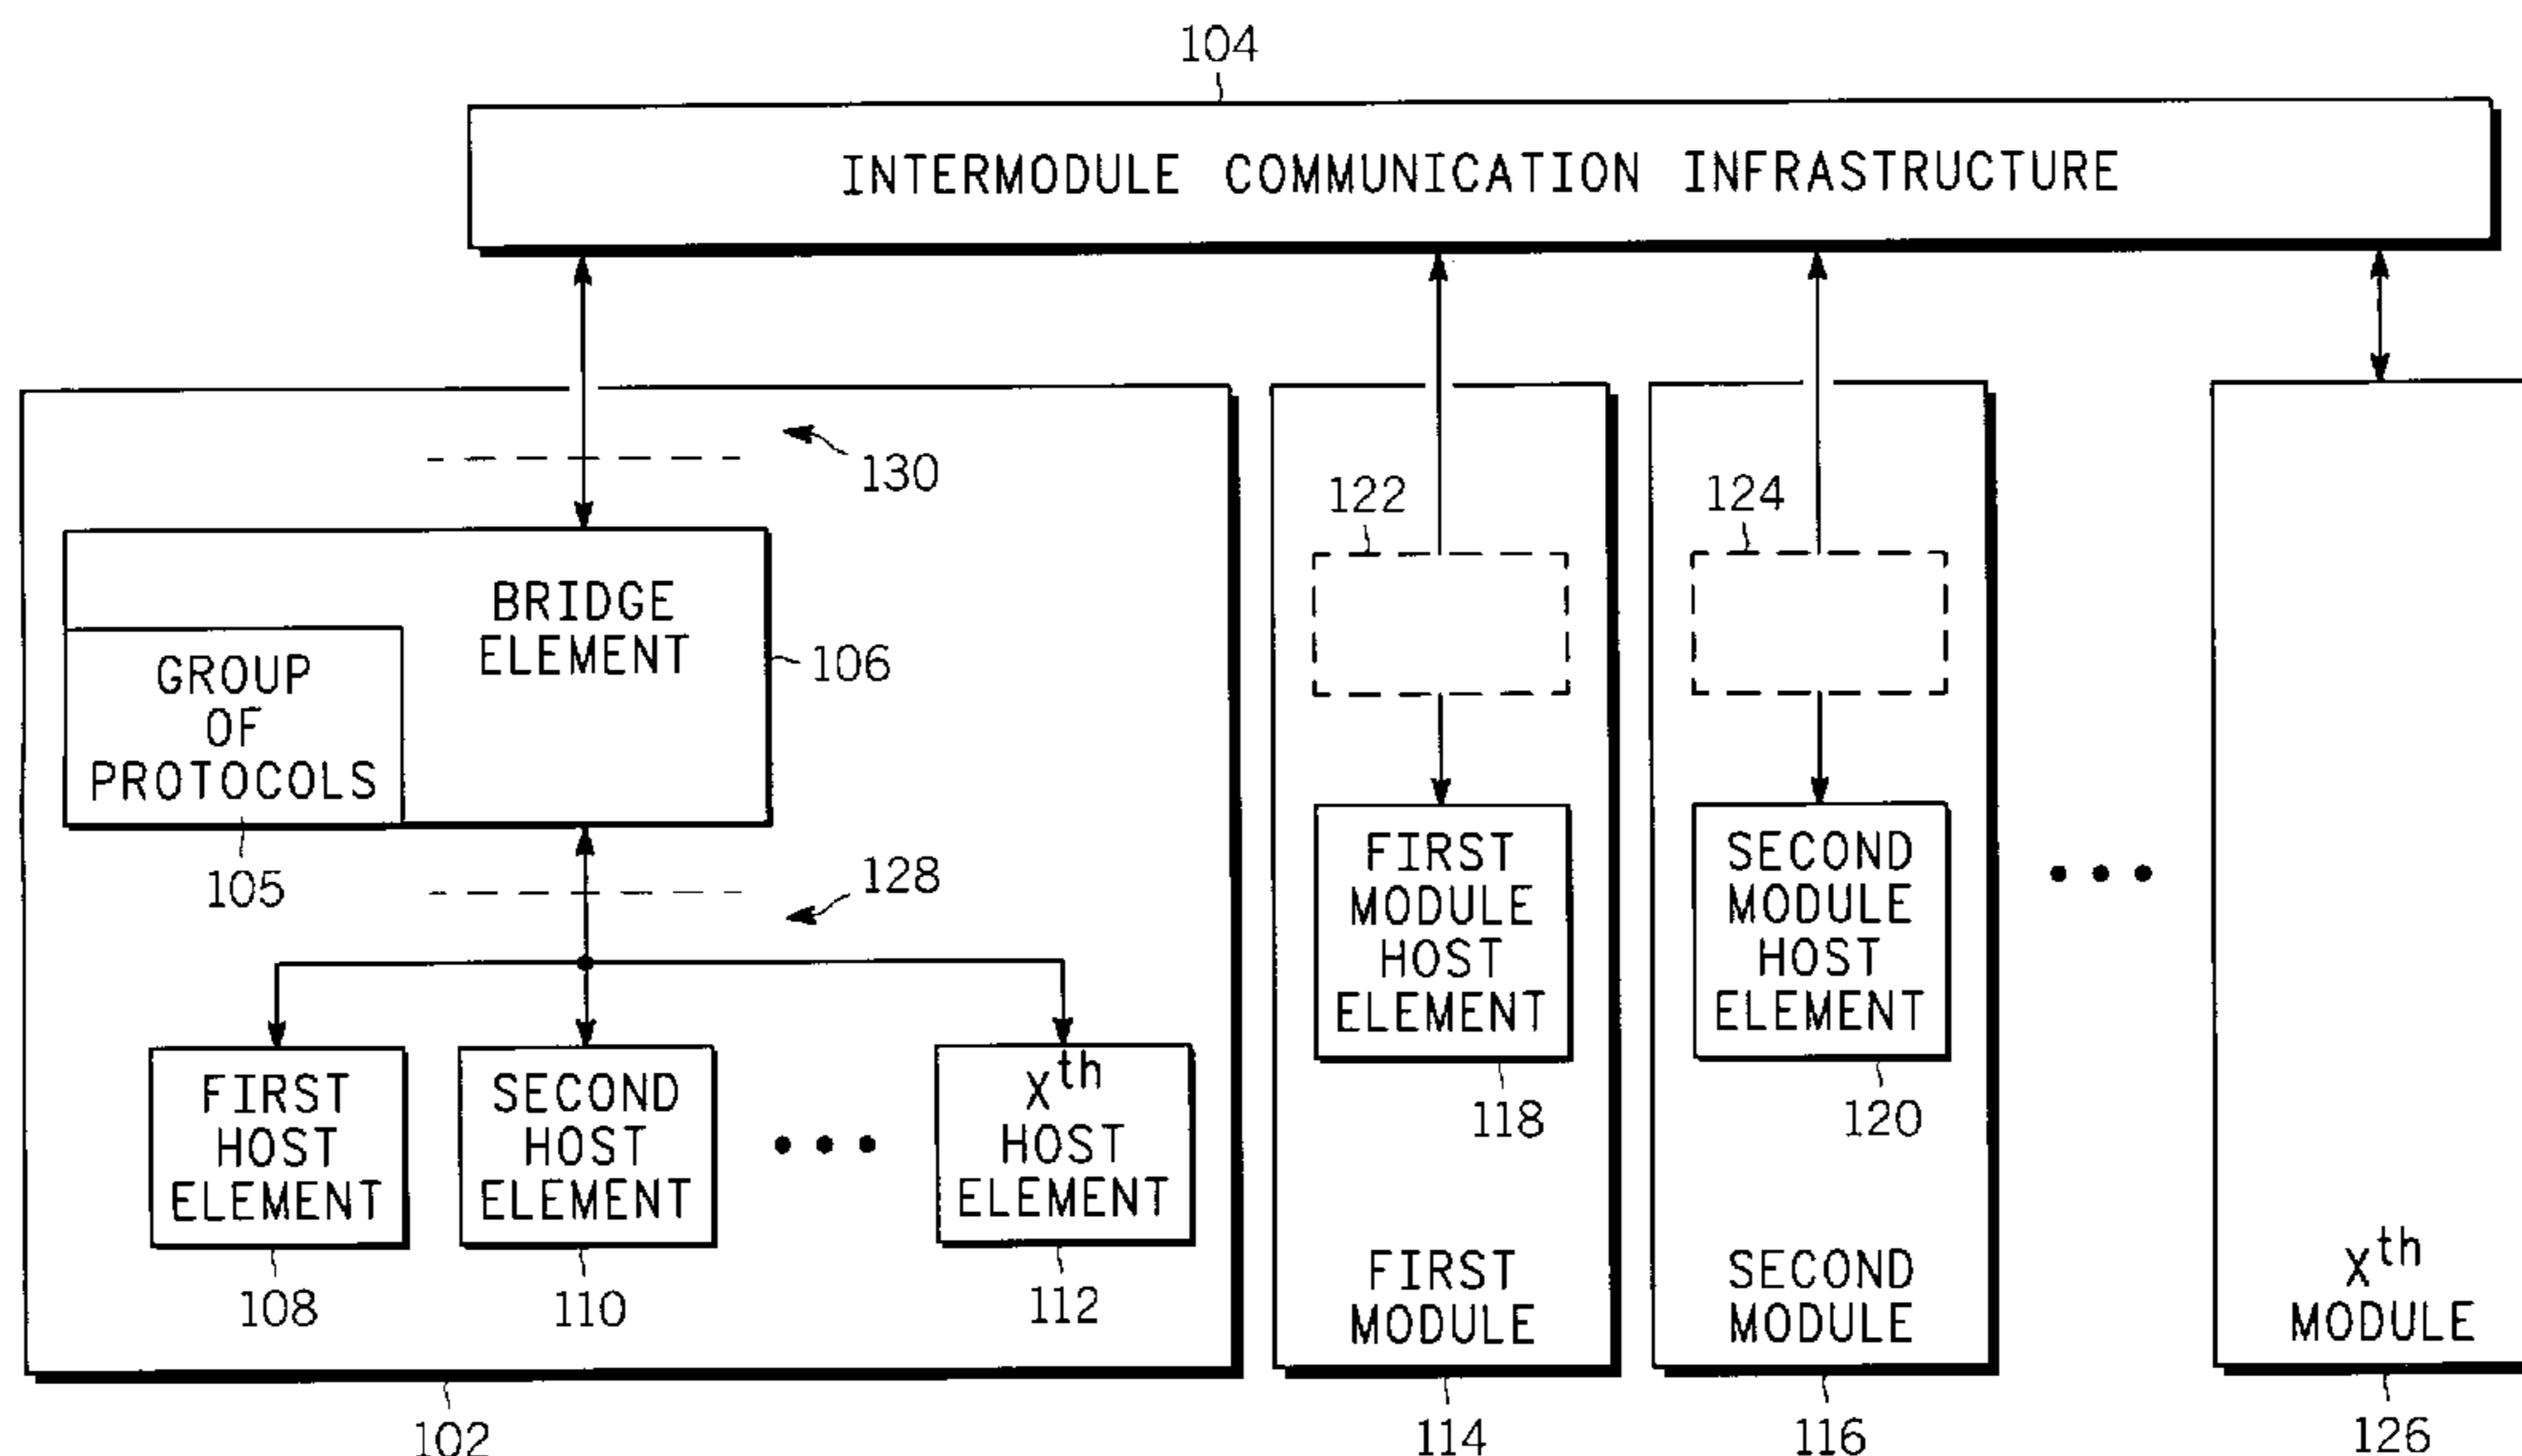 104
INTERMODULE COMMUNICATION INFRASTRUCTURE
130
122
124
BRIDGE
ELEMENT
106
GROUP
OF
PROTOCOLS
105
128
FIRST
MODULE
HOST
ELEMENT
118
SECOND
MODULE
HOST
ELEMENT
120
FIRST
HOST
ELEMENT
108
SECOND
HOST
ELEMENT
110
Xth
HOST
ELEMENT
112
FIRST
MODULE
SECOND
MODULE
Xth
MODULE
102
114
116
126